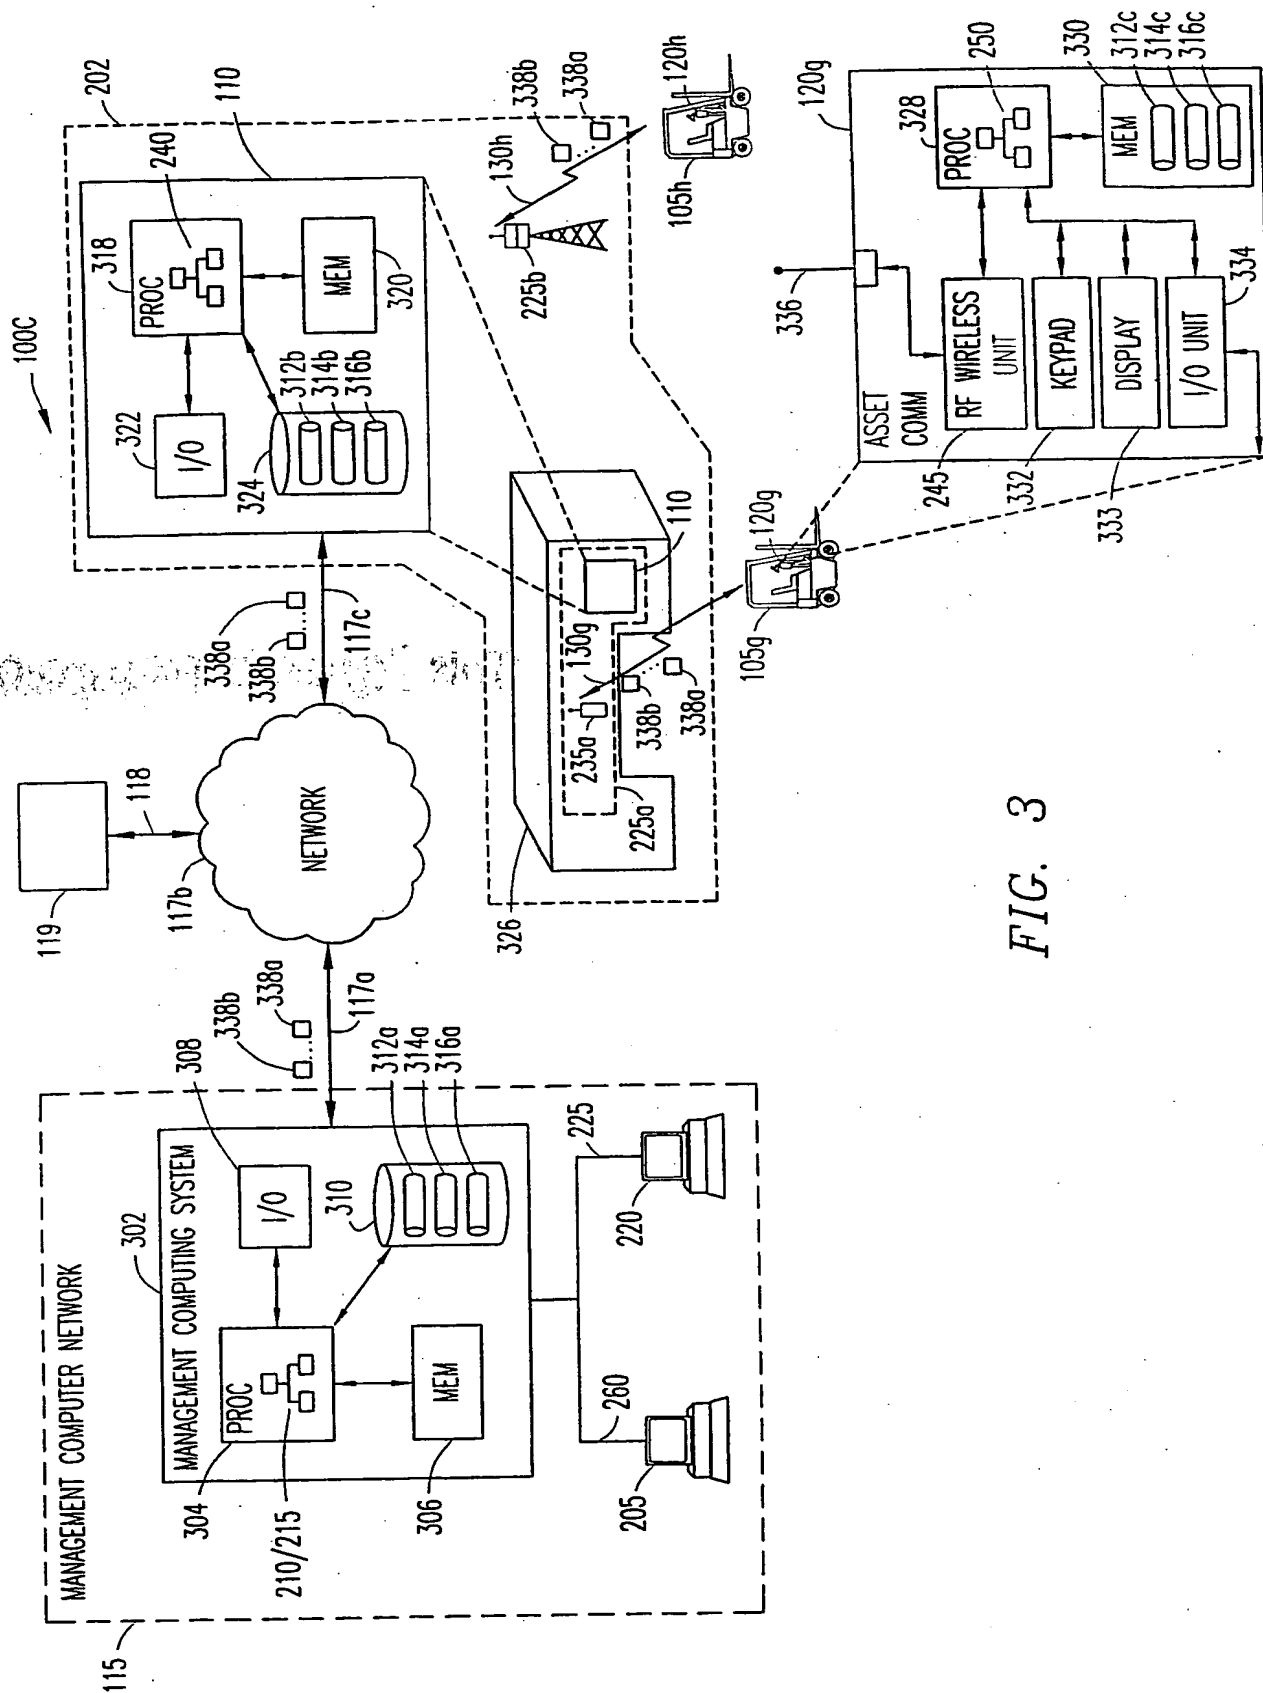 100C
115
MANAGEMENT COMPUTER NETWORK
302
MANAGEMENT COMPUTING SYSTEM
304
PROC
210/215
308
I/O
306
MEM
310
312a
314a
316a
205
260
220
225
338b
338a
117a
119
118
117b
NETWORK
338a
338b
117c
202
110
322
I/O
318
PROC
240
324
312b
314b
316b
MEM
320
326
235a
225a
130g
338b
338a
110
225b
130h
338b
338a
105h
120h
105g
120g
120g
336
ASSET
COMM
328
PROC
250
330
MEM
312c
314c
316c
RF WIRELESS
UNIT
245
KEYPAD
332
DISPLAY
333
I/O UNIT
334
FIG. 3